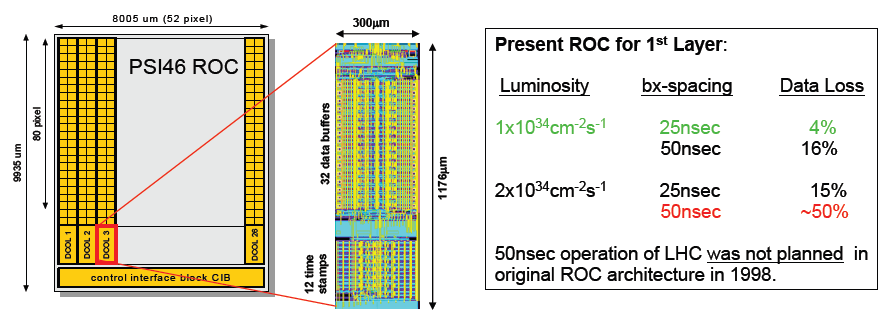 8005 um (52 pixel)
PSI46 ROC
80 pixel
9935 um
DCOL 1
DCOL 2
DCOL 3
DCOL 26
control interface block CIB
300μm
32 data buffers
12 time
stamps
1176μm
Present ROC for 1st Layer:
Luminosity bx-spacing Data Loss
1x10³⁴cm⁻²s⁻¹ 25nsec 4%
50nsec 16%
2x10³⁴cm⁻²s⁻¹ 25nsec 15%
50nsec ~50%
50nsec operation of LHC was not planned in
original ROC architecture in 1998.